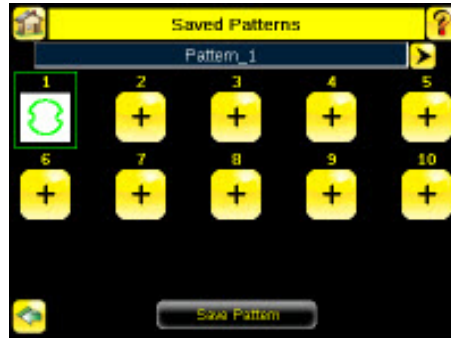 Saved Patterns ?
Pattern_1
1 2 3 4 5
+ + + + +
6 7 8 9 10
+ + + + +
Save Pattern